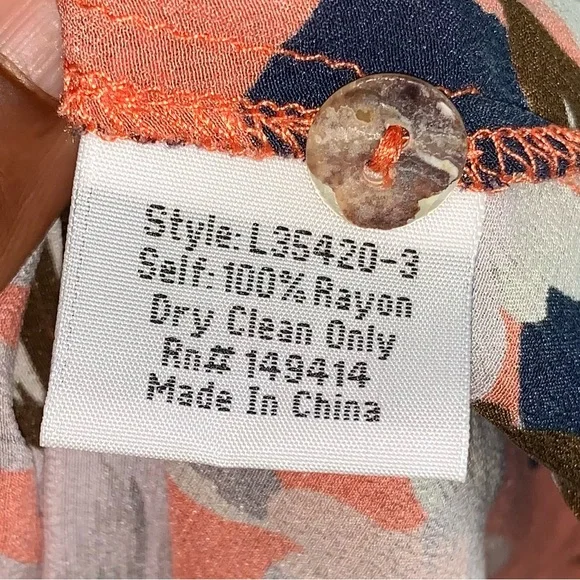 Style: L35420-3
Self: 100% Rayon
Dry Clean Only
Rn# 149414
Made In China